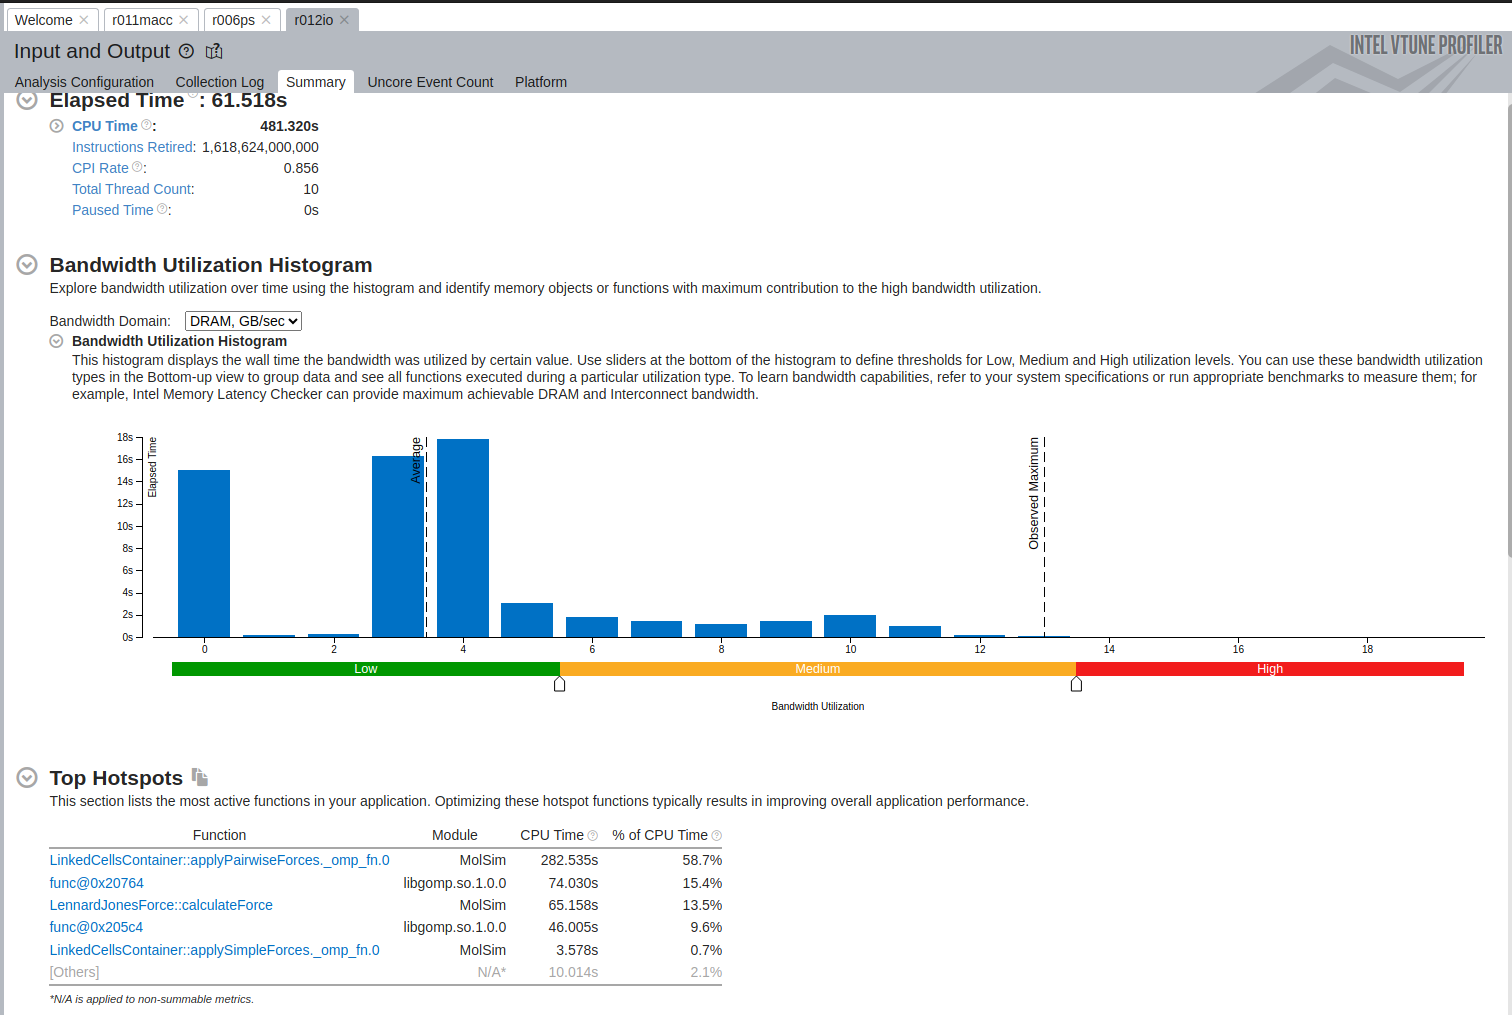 Welcome
r011macc
r006ps
r012io
Input and Output
INTEL VTUNE PROFILER
Analysis Configuration Collection Log Summary Uncore Event Count Platform
Elapsed Time : 61.518s
CPU Time : 481.320s
Instructions Retired: 1,618,624,000,000
CPI Rate : 0.856
Total Thread Count: 10
Paused Time : 0s
Bandwidth Utilization Histogram
Explore bandwidth utilization over time using the histogram and identify memory objects or functions with maximum contribution to the high bandwidth utilization.
Bandwidth Domain: DRAM, GB/sec
Bandwidth Utilization Histogram
This histogram displays the wall time the bandwidth was utilized by certain value. Use sliders at the bottom of the histogram to define thresholds for Low, Medium and High utilization levels. You can use these bandwidth utilization
types in the Bottom-up view to group data and see all functions executed during a particular utilization type. To learn bandwidth capabilities, refer to your system specifications or run appropriate benchmarks to measure them; for
example, Intel Memory Latency Checker can provide maximum achievable DRAM and Interconnect bandwidth.
18s
16s
14s
12s
10s
8s
6s
4s
2s
0s
Elapsed Time
Average
Observed Maximum
0 2 4 6 8 10 12 14 16 18
Low Medium High
Bandwidth Utilization
Top Hotspots
This section lists the most active functions in your application. Optimizing these hotspot functions typically results in improving overall application performance.
Function Module CPU Time % of CPU Time
LinkedCellsContainer::applyPairwiseForces._omp_fn.0 MolSim 282.535s 58.7%
func@0x20764 libgomp.so.1.0.0 74.030s 15.4%
LennardJonesForce::calculateForce MolSim 65.158s 13.5%
func@0x205c4 libgomp.so.1.0.0 46.005s 9.6%
LinkedCellsContainer::applySimpleForces._omp_fn.0 MolSim 3.578s 0.7%
[Others] N/A* 10.014s 2.1%
*N/A is applied to non-summable metrics.